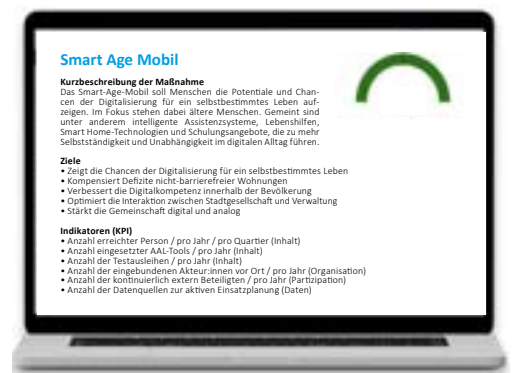 Smart Age Mobil
Kurzbeschreibung der Maßnahme
Das Smart-Age-Mobil soll Menschen die Potentiale und Chan-
cen der Digitalisierung für ein selbstbestimmtes Leben auf-
zeigen. Im Fokus stehen dabei ältere Menschen. Gemeint sind
unter anderem intelligente Assistenzsysteme, Lebenshilfen,
Smart Home-Technologien und Schulungsangebote, die zu mehr
Selbstständigkeit und Unabhängigkeit im digitalen Alltag führen.
Ziele
• Zeigt die Chancen der Digitalisierung für ein selbstbestimmtes Leben
• Kompensiert Defizite nicht-barrierefreier Wohnungen
• Verbessert die Digitalkompetenz innerhalb der Bevölkerung
• Optimiert die Interaktion zwischen Stadtgesellschaft und Verwaltung
• Stärkt die Gemeinschaft digital und analog
Indikatoren (KPI)
• Anzahl erreichter Person / pro Jahr / pro Quartier (Inhalt)
• Anzahl eingesetzter AAL-Tools / pro Jahr (Inhalt)
• Anzahl der Testausleihen / pro Jahr (Inhalt)
• Anzahl der eingebundenen Akteur:innen vor Ort / pro Jahr (Organisation)
• Anzahl der kontinuierlich extern Beteiligten / pro Jahr (Partizipation)
• Anzahl der Datenquellen zur aktiven Einsatzplanung (Daten)